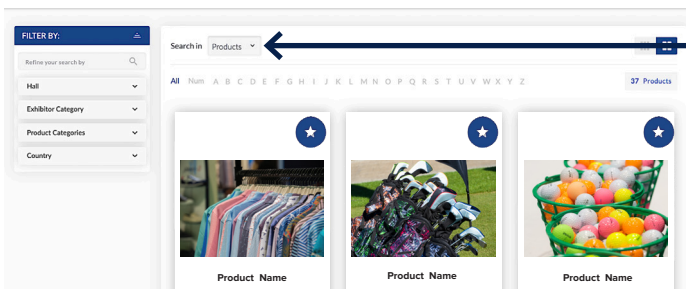 FILTER BY:
Refine your search by
Hall
Exhibitor Category
Product Categories
Country
Search in Products
All Num A B C D E F G H I J K L M N O P Q R S T U V W X Y Z
37 Products
Product Name
Product Name
Product Name